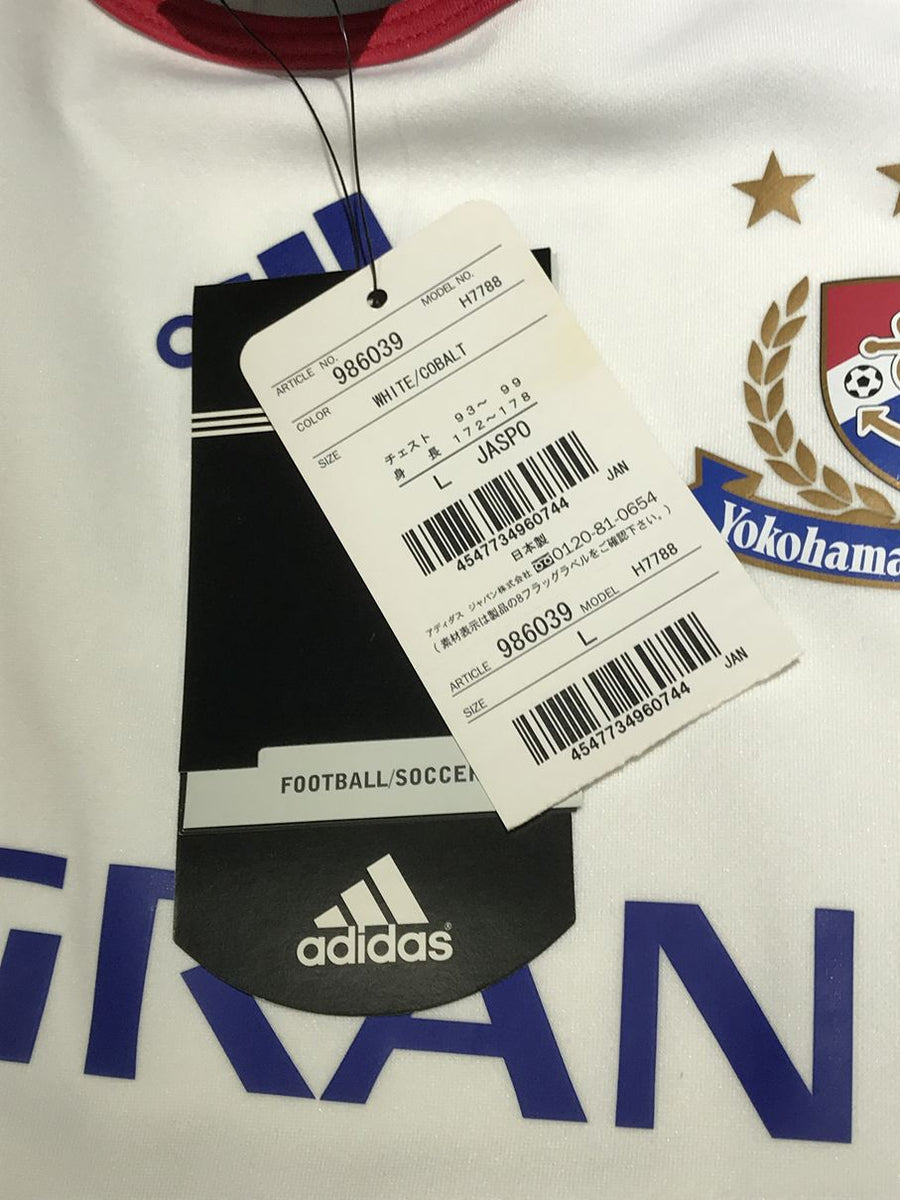 ARTICLE NO. 986039 MODEL NO. H7788
COLOR WHITE/COBALT
SIZE チェスト 93~ 99
身 長 172~178
L JASPO
JAN
4547734960744
日本製
アディダス ジャパン株式会社 0120-81-0654
(素材表示は製品の8フラッグラベルをご確認下さい。)
ARTICLE 986039 MODEL H7788
SIZE L
JAN
4547734960744
FOOTBALL/SOCCER
adidas®
Yokohama
GRAN